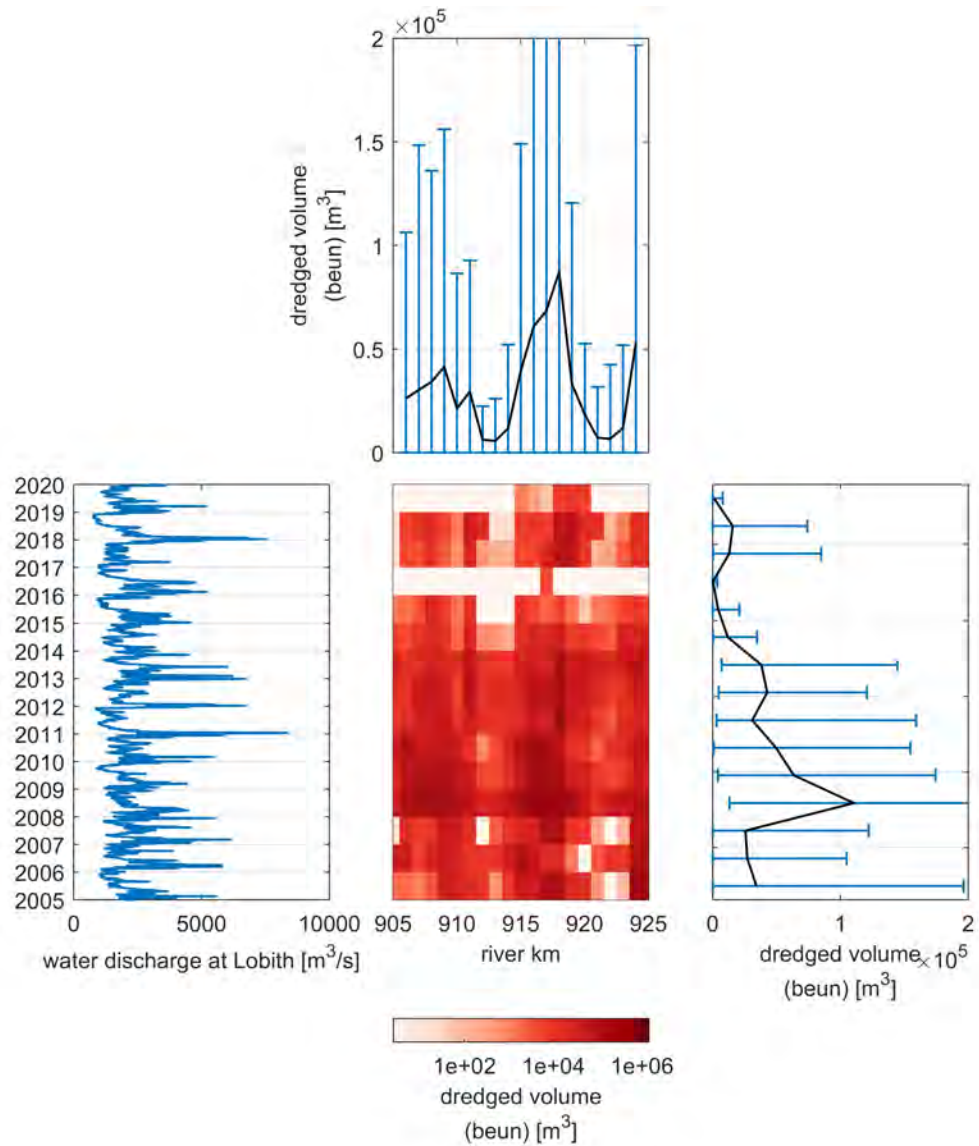 ×10⁵
2
1.5
1
0.5
0
dredged volume
(beun) [m³]
2020
2019
2018
2017
2016
2015
2014
2013
2012
2011
2010
2009
2008
2007
2006
2005
0 5000 10000
water discharge at Lobith [m³/s]
905 910 915 920 925
river km
0 1 2
dredged volume ×10⁵
(beun) [m³]
1e+02 1e+04 1e+06
dredged volume
(beun) [m³]